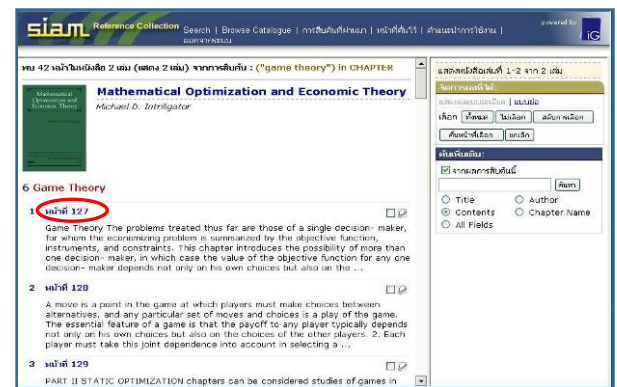 siam Reference Collection Search | Browse Catalogue | การสืบค้นที่ผ่านมา | หน้าที่คั่นไว้ | คำแนะนำการใช้งาน |
ออกจากระบบ
powered by
iG
พบ 42 หน้าในหนังสือ 2 เล่ม (แสดง 2 เล่ม) จากการสืบค้น : ("game theory") in CHAPTER
Mathematical Optimization and Economic Theory
Mathematical Optimization and Economic Theory
Michael D. Intriligator
6 Game Theory
1 หน้าที่ 127
Game Theory The problems treated thus far are those of a single decision- maker,
for whom the economizing problem is summarized by the objective function,
instruments, and constraints. This chapter introduces the possibility of more than
one decision- maker, in which case the value of the objective function for any one
decision- maker depends not only on his own choices but also on the ...
2 หน้าที่ 128
A move is a point in the game at which players must make choices between
alternatives, and any particular set of moves and choices is a play of the game.
The essential feature of a game is that the payoff to any player typically depends
not only on his own choices but also on the choices of the other players. 2. Each
player must take this joint dependence into account in selecting a ...
3 หน้าที่ 129
PART II STATIC OPTIMIZATION chapters can be considered studies of games in
แสดงหนังสือเล่มที่ 1-2 จาก 2 เล่ม
จัดการผลที่ได้:
แสดงผลแบบละเอียด | แบบย่อ
เลือก ทั้งหมด ไม่เลือก สลับการเลือก
คั่นหน้าที่เลือก ยกเลิก
ค้นเพิ่มเติม:
จากผลการสืบค้นนี้
ค้นหา
Title Author
Contents Chapter Name
All Fields